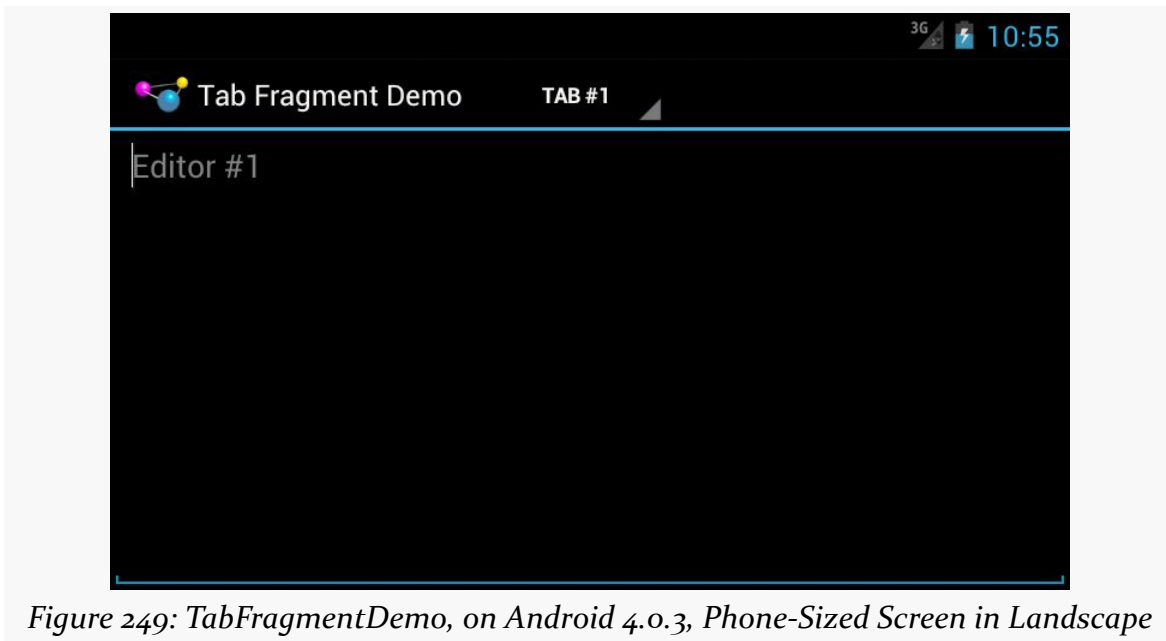 3G
10:55
Tab Fragment Demo TAB #1
Editor #1
Figure 249: TabFragmentDemo, on Android 4.0.3, Phone-Sized Screen in Landscape